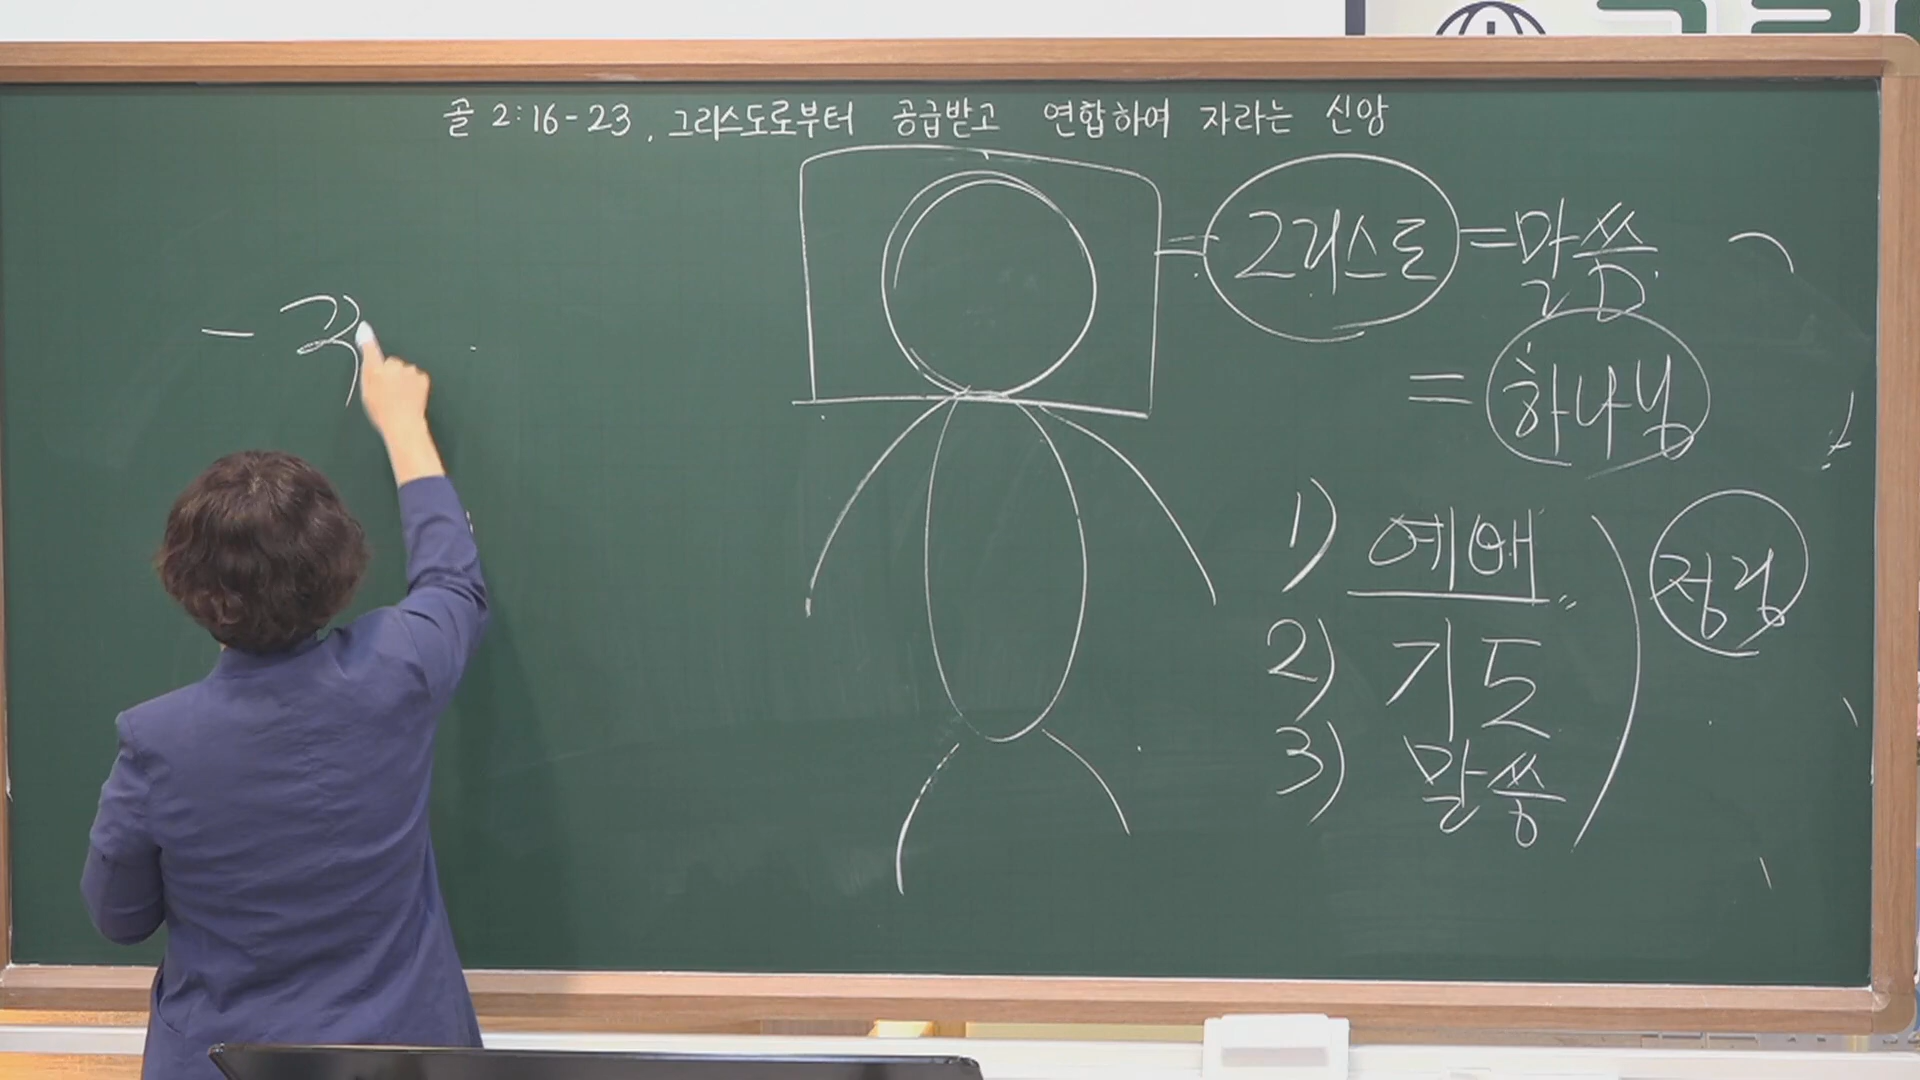 골 2:16-23, 그리스도로부터 공급받고 연합하여 자라는 신앙
= 그리스도 = 말씀
= 하나님
1) 예배
2) 기도
3) 말씀